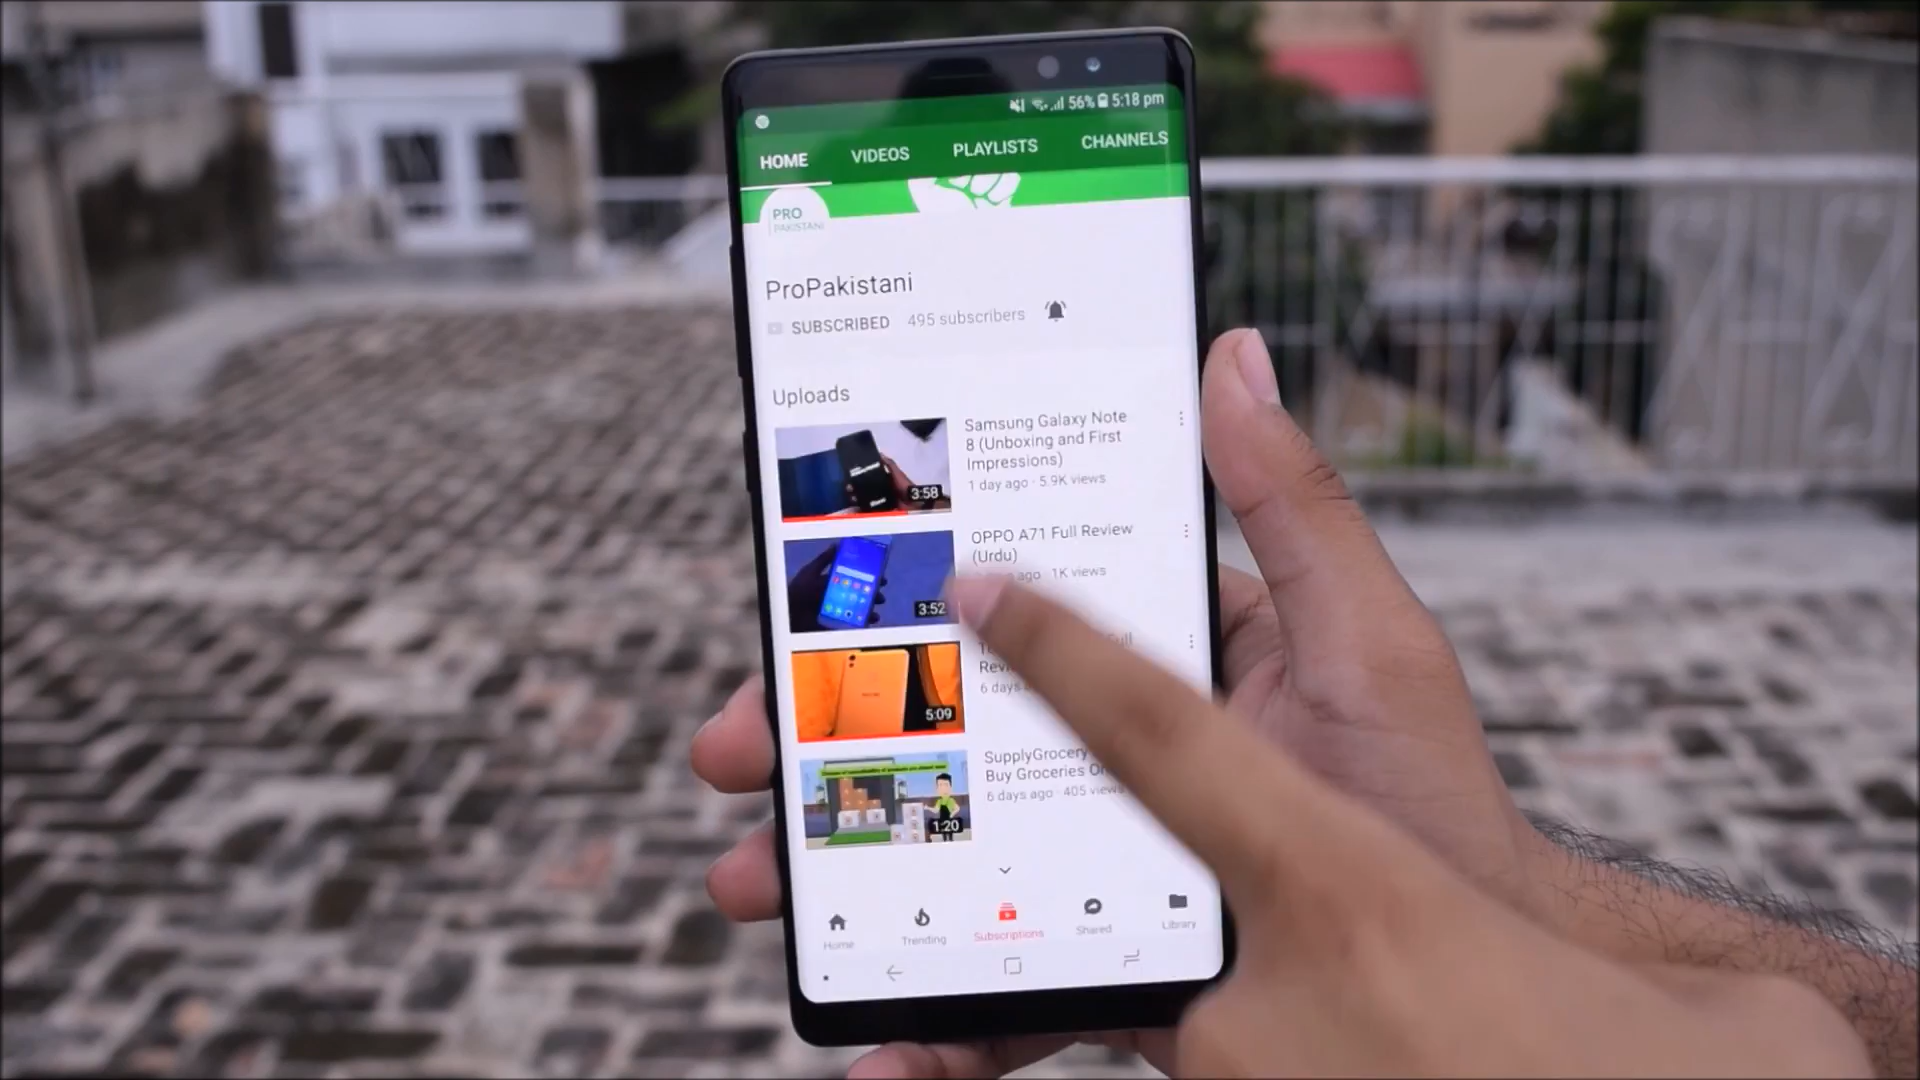 56% 5:18 pm
HOME VIDEOS PLAYLISTS CHANNELS
PRO
PAKISTANI
ProPakistani
SUBSCRIBED 495 subscribers
Uploads
Samsung Galaxy Note
8 (Unboxing and First
Impressions)
1 day ago · 5.9K views
3:58
OPPO A71 Full Review
(Urdu)
ago · 1K views
3:52
Full
6 days
5:09
SupplyGrocery
Buy Groceries
6 days ago · 405 views
1:20
Home Trending Subscriptions Shared Library